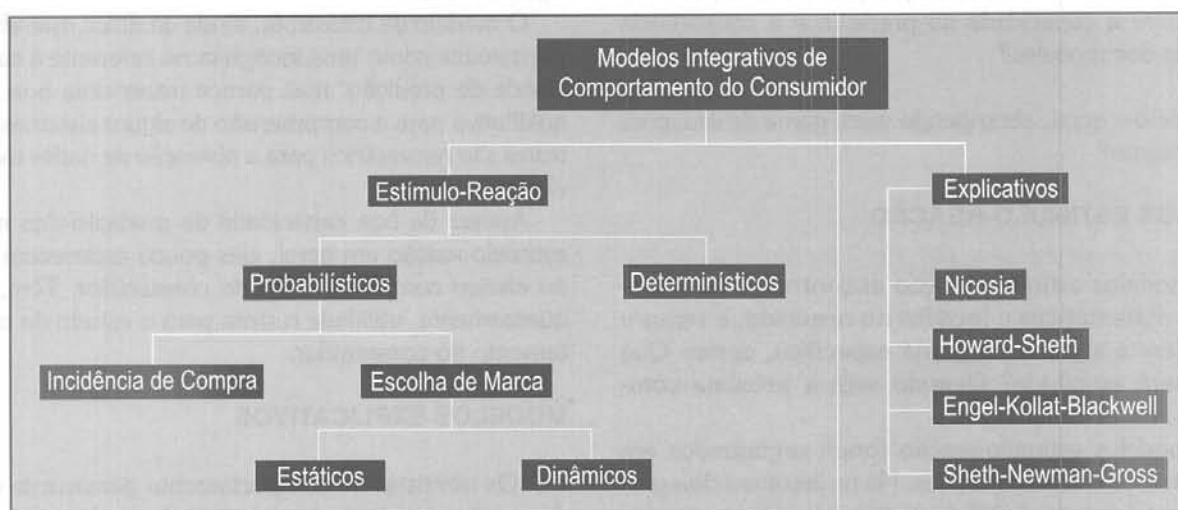 Modelos Integrativos de
Comportamento do Consumidor
Estímulo-Reação
Explicativos
Probabilísticos
Determinísticos
Nicosia
Howard-Sheth
Incidência de Compra
Escolha de Marca
Engel-Kollat-Blackwell
Estáticos
Dinâmicos
Sheth-Newman-Gross